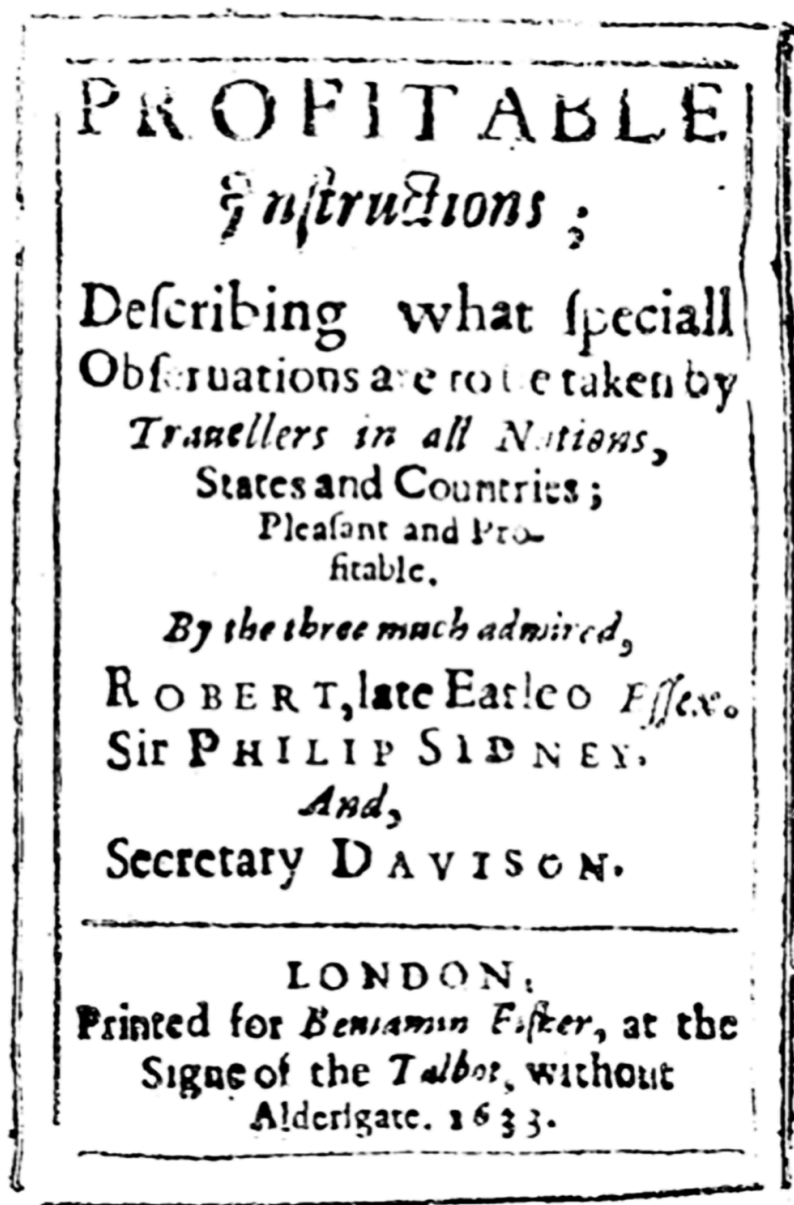 PROFITABLE
Inſtructions;
Deſcribing what ſpeciall
Obſeruations are to be taken by
Trauellers in all Nations,
States and Countries;
Pleaſant and Pro-
fitable.
By the three much admired,
ROBERT, late Earle o Eſſex.
Sir PHILIP SIDNEY.
And,
Secretary DAVISON.
LONDON,
Printed for Beniamin Fiſher, at the
Signe of the Talbot, without
Alderſgate. 1633.